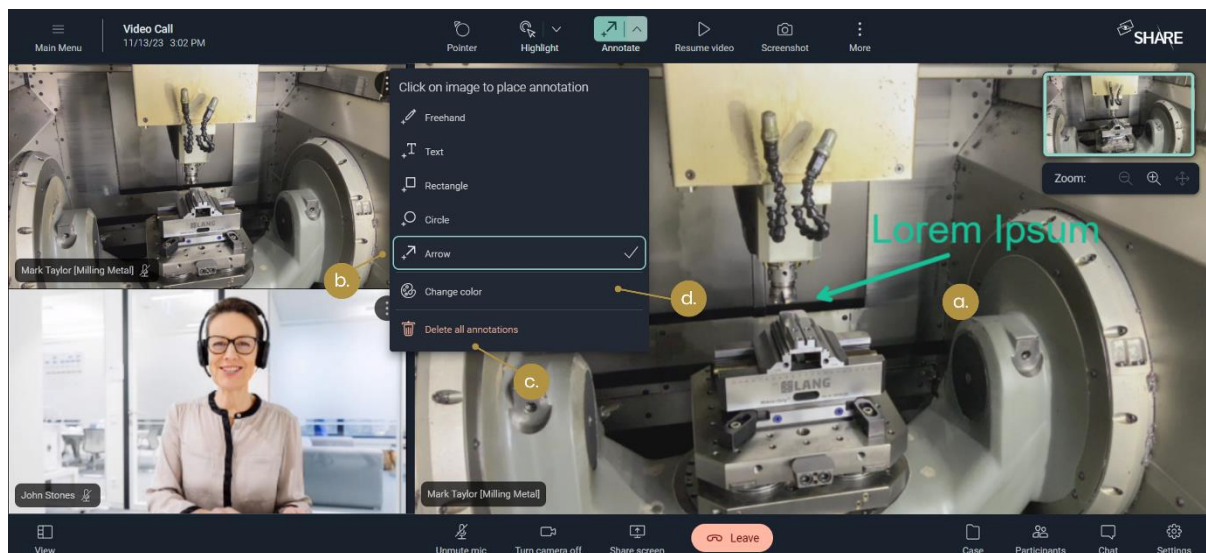 Main Menu
Video Call
11/13/23 3:02 PM
Pointer
Highlight
Annotate
Resume video
Screenshot
More
SHARE
Click on image to place annotation
Freehand
Text
Rectangle
Circle
Arrow
Change color
Delete all annotations
b.
d.
c.
a.
Zoom:
Lorem Ipsum
LANG
LANG
Mark Taylor [Milling Metal]
John Stones
Mark Taylor [Milling Metal]
View
Unmute mic
Turn camera off
Share screen
Leave
Case
Participants
Chat
Settings